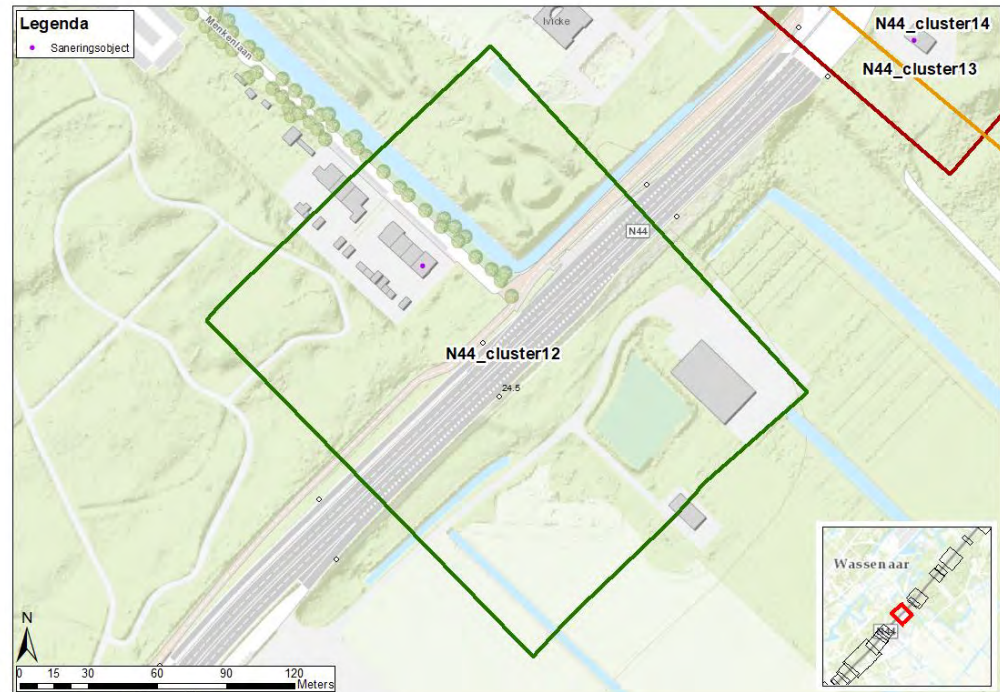 Legenda
Saneringsobject
Menkenlaan
Ivicke
N44_cluster14
N44_cluster13
N44
N44_cluster12
24.5
Wassenaar
N44
N
0 15 30 60 90 120
Meters